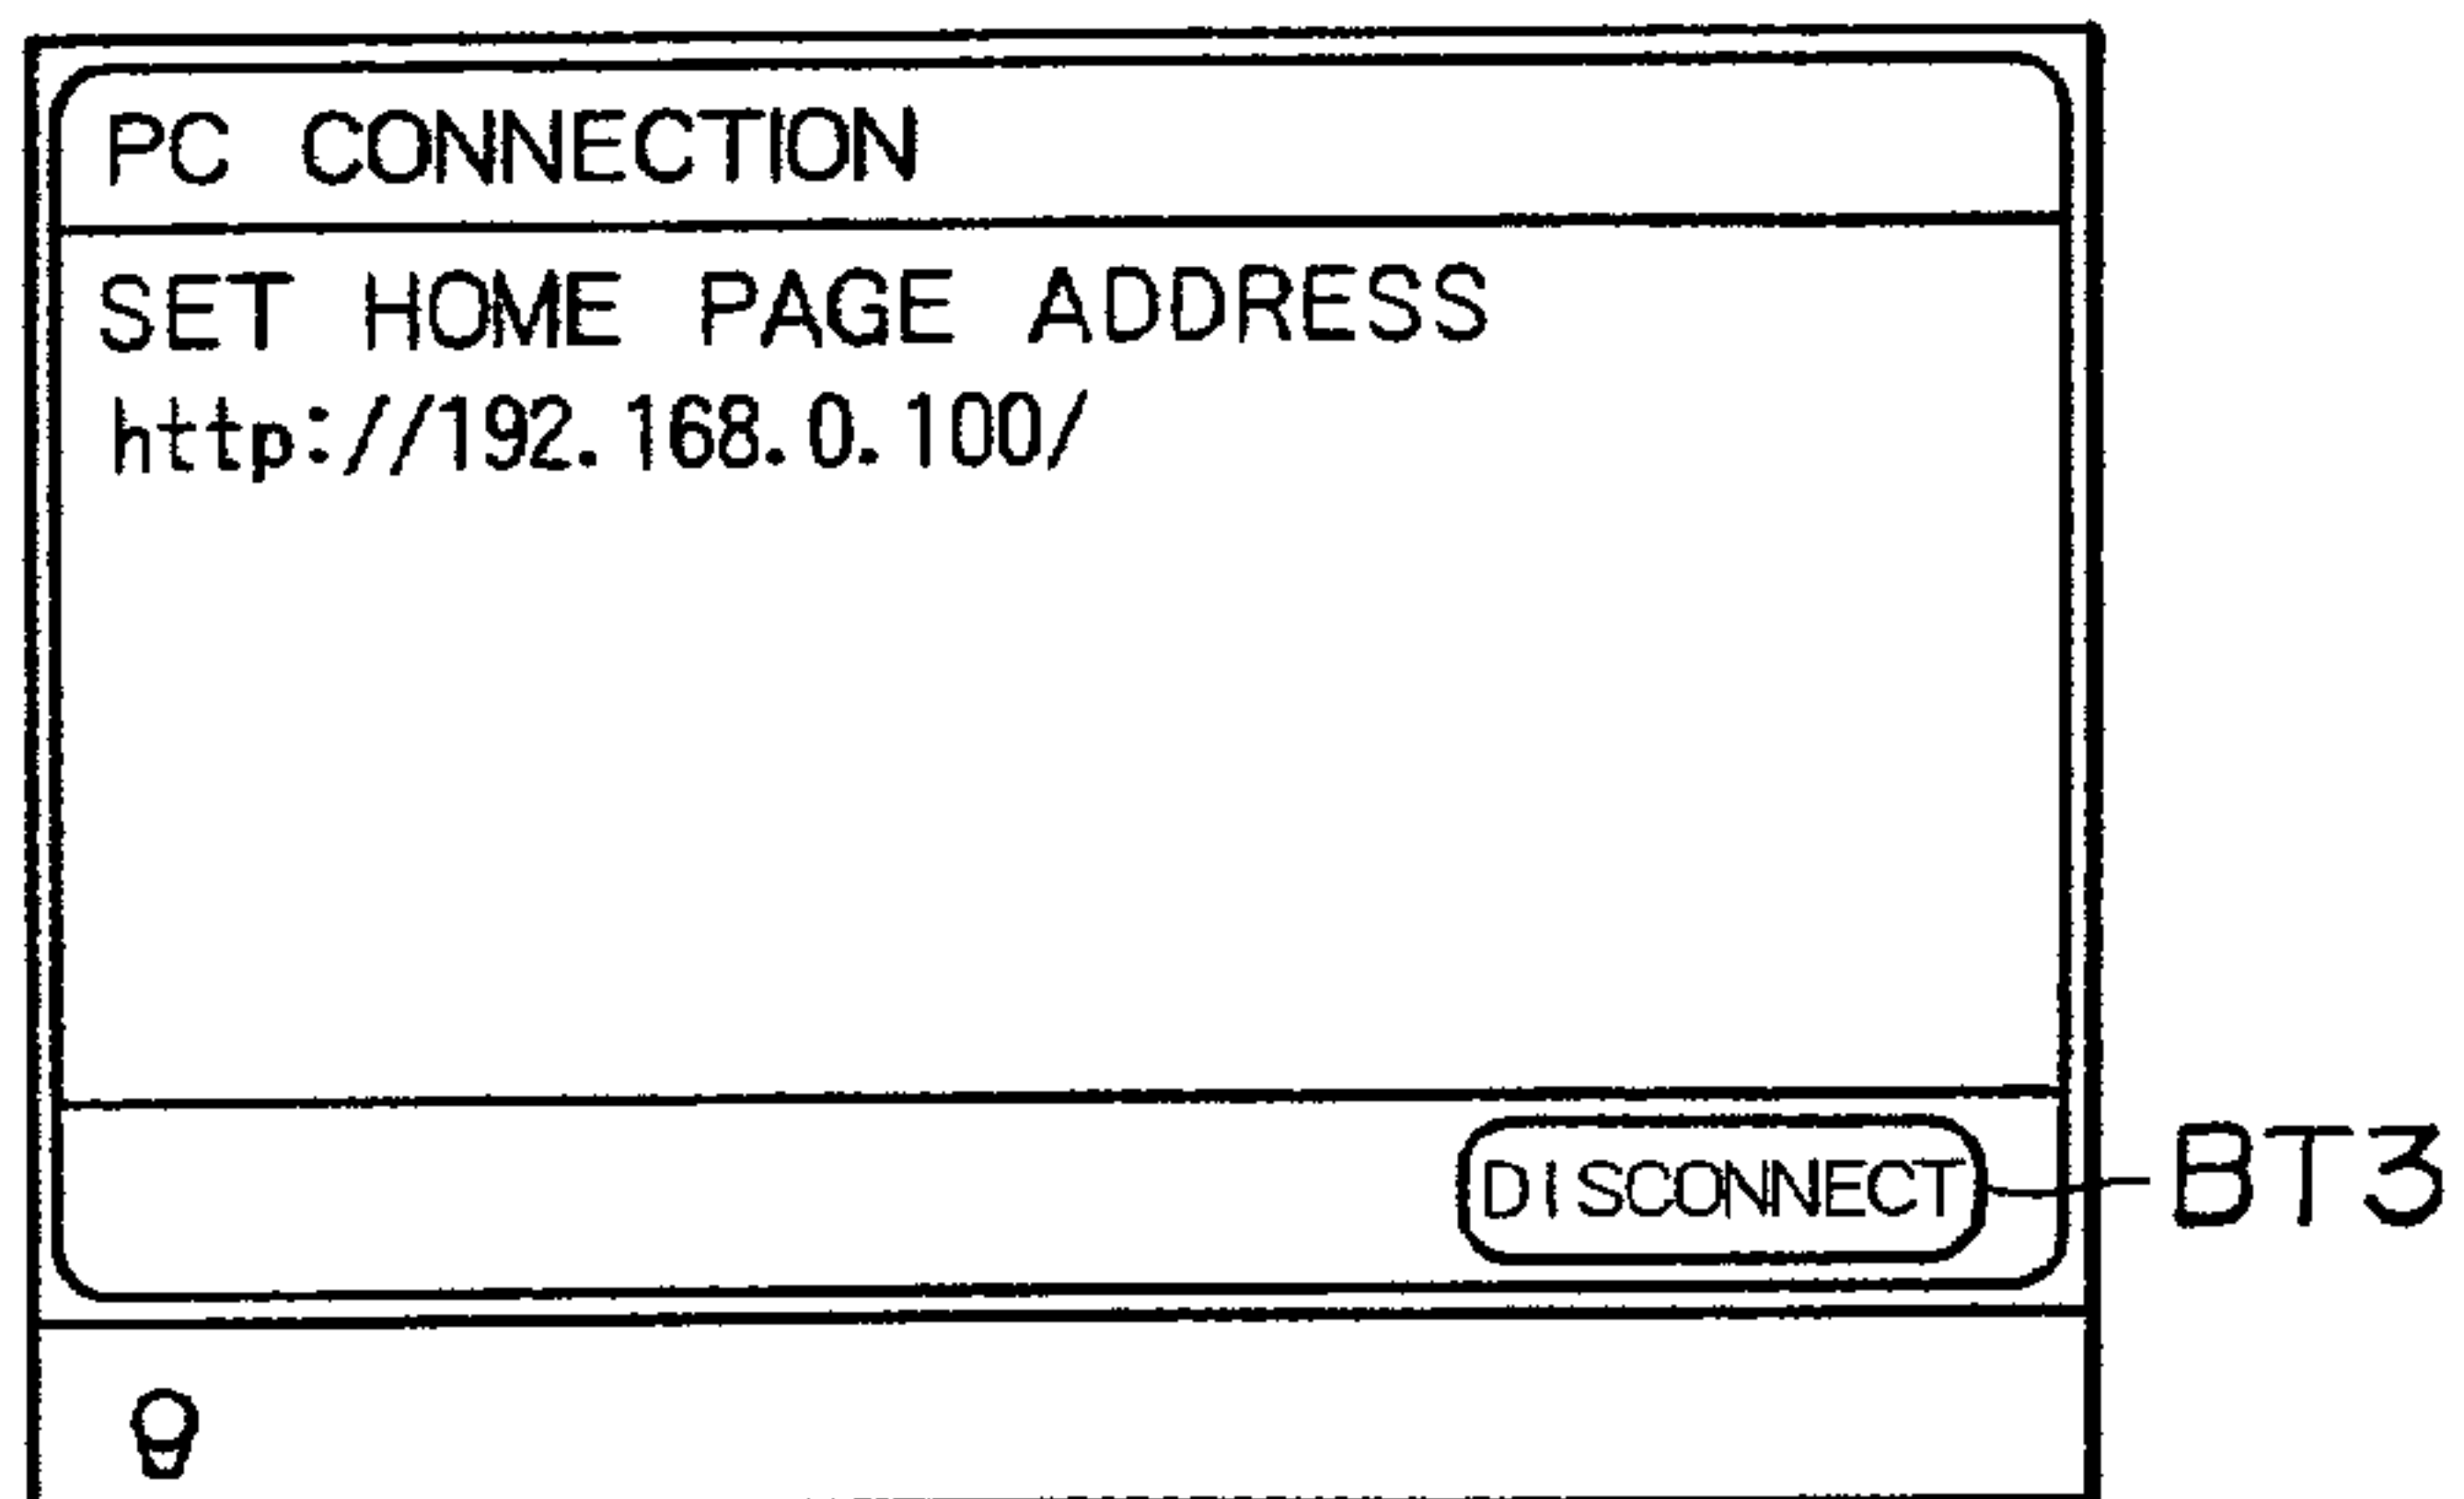 PC CONNECTION
SET HOME PAGE ADDRESS
http://192.168.0.100/
DISCONNECT
BT3